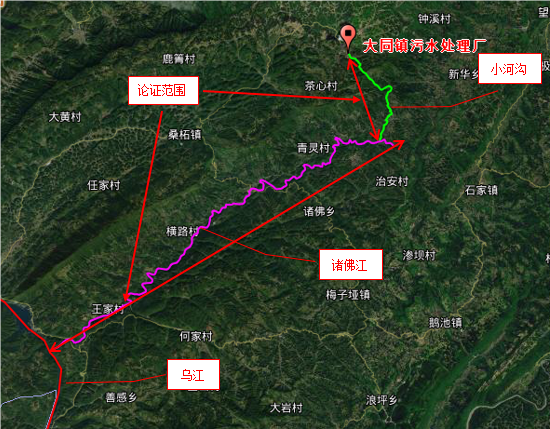 钟溪村
望
大同镇污水处理厂
鹿箐村
小河沟
新华乡
茶心村
论证范围
大黄村
桑柘镇
青灵村
任家村
治安村
石家镇
诸佛乡
横路村
渗坝村
诸佛江
梅子垭镇
王家村
鹅池镇
何家村
乌江
善感乡
浪坪乡
大岩村